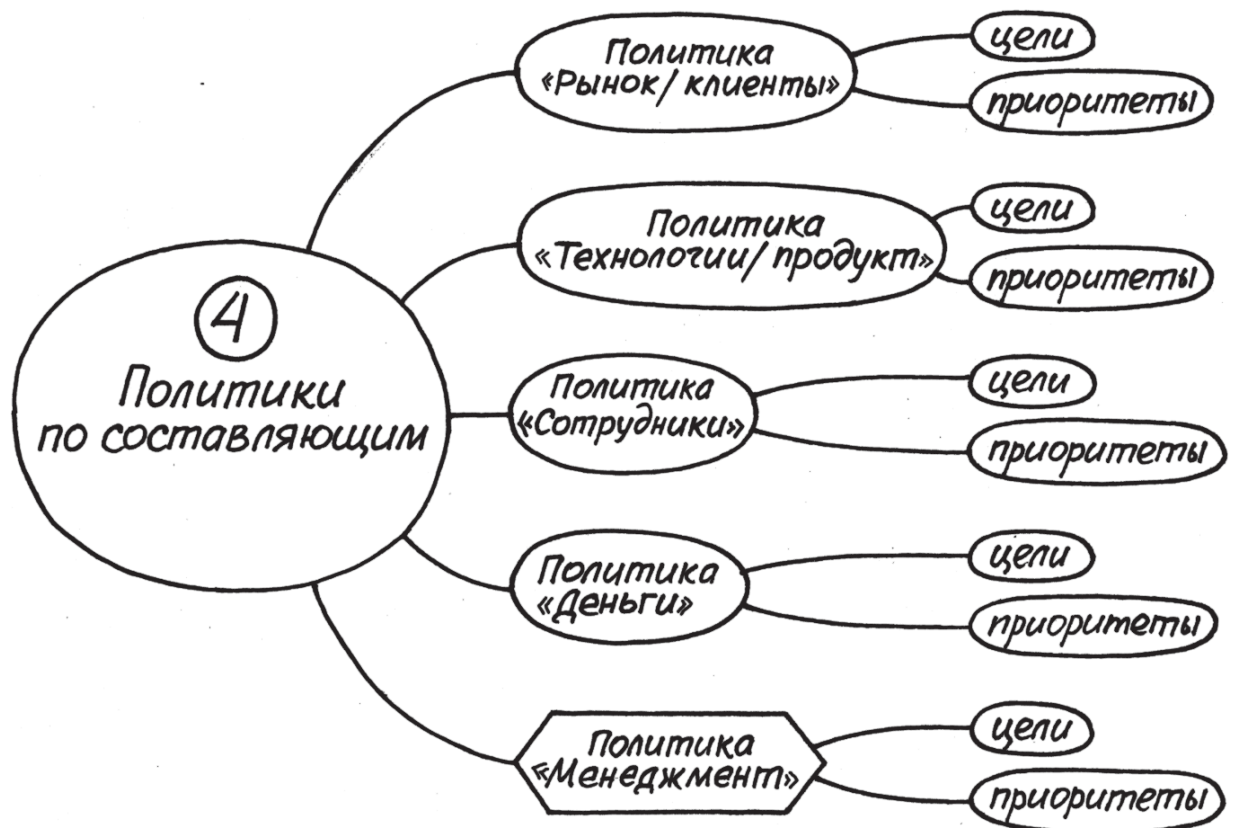 Политика
«Рынок/ клиенты»
цели
приоритеты
Политика
«Технологии/ продукт»
цели
приоритеты
4
Политики
по составляющим
Политика
«Сотрудники»
цели
приоритеты
Политика
«Деньги»
цели
приоритеты
Политика
«Менеджмент»
цели
приоритеты